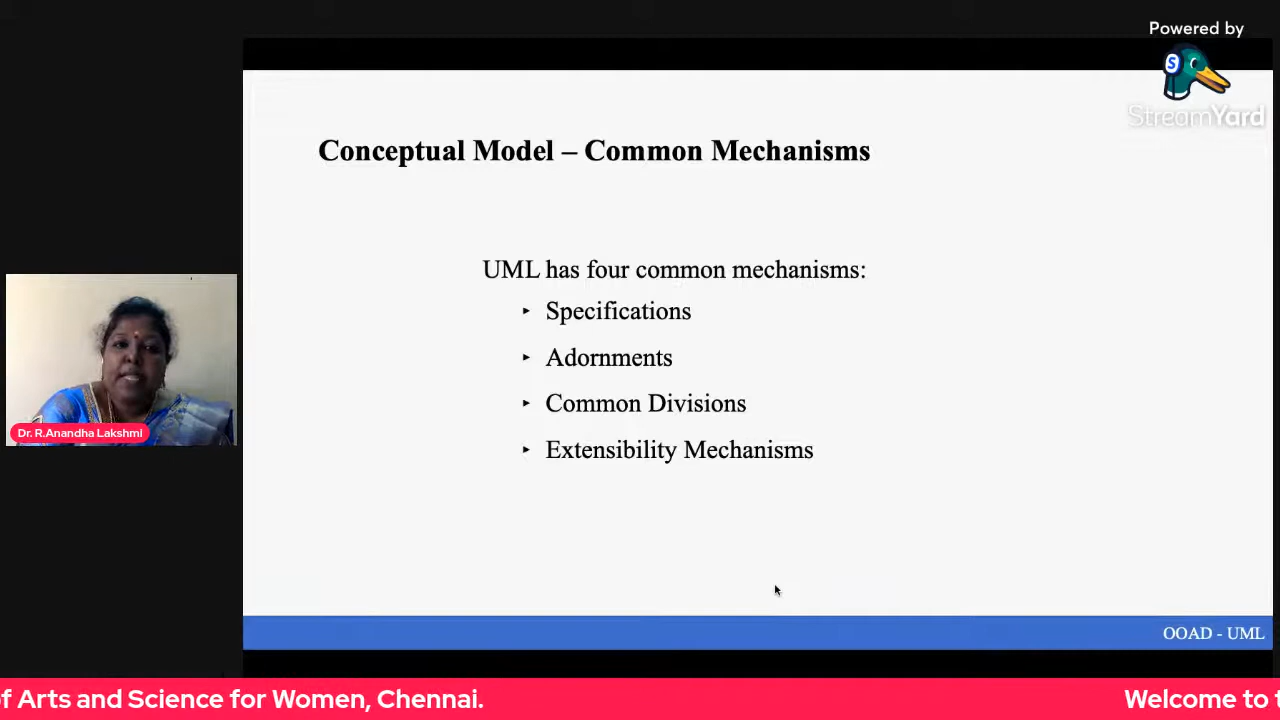 Powered by
S
StreamYard
Conceptual Model – Common Mechanisms
UML has four common mechanisms:
‣ Specifications
‣ Adornments
‣ Common Divisions
‣ Extensibility Mechanisms
Dr. R.Anandha Lakshmi
OOAD - UML
f Arts and Science for Women, Chennai.
Welcome to t